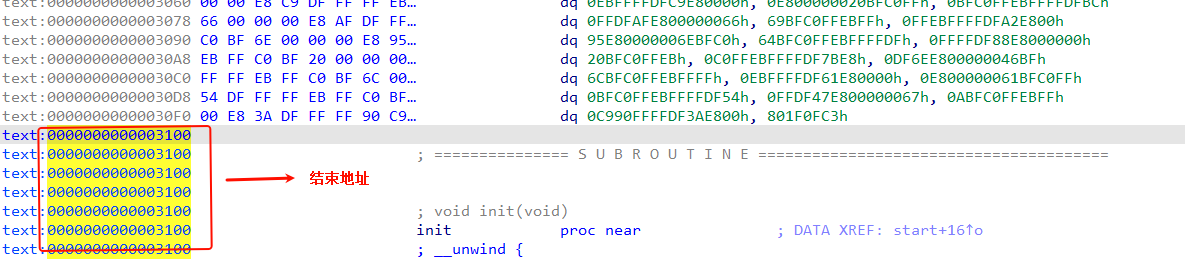 text:0000000000003060 00 00 E8 C9 DF FF FF EB… dq 0EBFFFFDFC9E80000h, 0E800000020BFC0FFh, 0BFC0FFEBFFFFDFBCh
text:0000000000003078 66 00 00 00 E8 AF DF FF… dq 0FFDFAFE800000066h, 69BFC0FFEBFFh, 0FFEBFFFFDFA2E800h
text:0000000000003090 C0 BF 6E 00 00 00 E8 95… dq 95E80000006EBFC0h, 64BFC0FFEBFFFFDFh, 0FFFFDF88E8000000h
text:00000000000030A8 EB FF C0 BF 20 00 00 00… dq 20BFC0FFEBh, 0C0FFEBFFFFDF7BE8h, 0DF6EE800000046BFh
text:00000000000030C0 FF FF EB FF C0 BF 6C 00… dq 6CBFC0FFEBFFFFh, 0EBFFFFDF61E80000h, 0E800000061BFC0FFh
text:00000000000030D8 54 DF FF FF EB FF C0 BF… dq 0BFC0FFEBFFFFDF54h, 0FFDF47E800000067h, 0ABFC0FFEBFFh
text:00000000000030F0 00 E8 3A DF FF FF 90 C9… dq 0C990FFFFDF3AE800h, 801F0FC3h
text:0000000000003100
text:0000000000003100 ; =============== S U B R O U T I N E =======================================
text:0000000000003100
text:0000000000003100 结束地址
text:0000000000003100 ; void init(void)
text:0000000000003100 init proc near ; DATA XREF: start+16↑o
text:0000000000003100 ; __unwind {